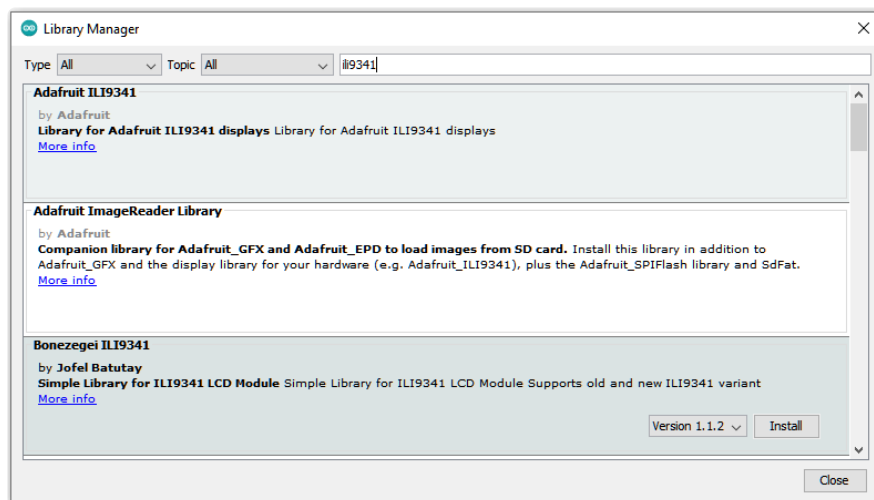 Library Manager
Type All Topic All ili9341
Adafruit ILI9341
by Adafruit
Library for Adafruit ILI9341 displays Library for Adafruit ILI9341 displays
More info
Adafruit ImageReader Library
by Adafruit
Companion library for Adafruit_GFX and Adafruit_EPD to load images from SD card. Install this library in addition to
Adafruit_GFX and the display library for your hardware (e.g. Adafruit_ILI9341), plus the Adafruit_SPIFlash library and SdFat.
More info
Bonezegei ILI9341
by Jofel Batutay
Simple Library for ILI9341 LCD Module Simple Library for ILI9341 LCD Module Supports old and new ILI9341 variant
More info
Version 1.1.2 Install
Close